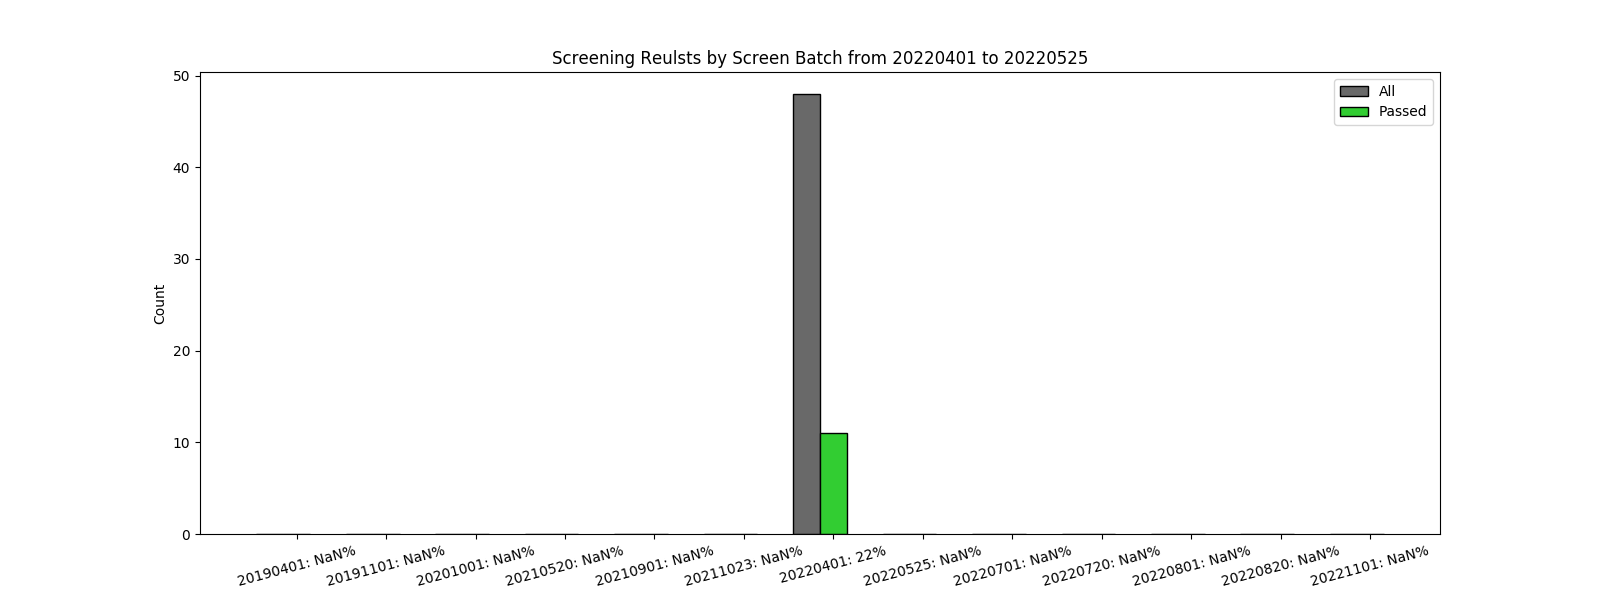 Screening Reulsts by Screen Batch from 20220401 to 20220525
All
Passed
Count
50
40
30
20
10
0
20190401: NaN%
20191101: NaN%
20201001: NaN%
20210520: NaN%
20210901: NaN%
20211023: NaN%
20220401: 22%
20220525: NaN%
20220701: NaN%
20220720: NaN%
20220801: NaN%
20220820: NaN%
20221101: NaN%